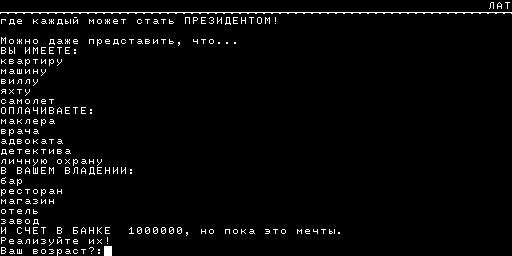 ЛАТ
где каждый может стать ПРЕЗИДЕНТОМ!
Можно даже представить, что...
ВЫ ИМЕЕТЕ:
квартиру
машину
виллу
яхту
самолет
ОПЛАЧИВАЕТЕ:
маклера
врача
адвоката
детектива
личную охрану
В ВАШЕМ ВЛАДЕНИИ:
бар
ресторан
магазин
отель
завод
И СЧЕТ В БАНКЕ  1000000, но пока это мечты.
Реализуйте их!
Ваш возраст?: